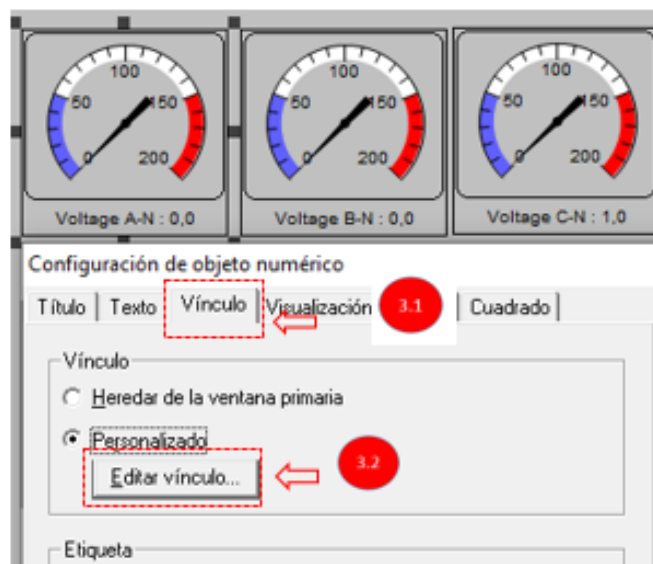 100 100 100
50 150 50 150 50 150
0 200 0 200 0 200
Voltage A-N : 0,0 Voltage B-N : 0,0 Voltage C-N : 1,0
Configuración de objeto numérico
Título Texto Vínculo Visualización 3.1 Cuadrado
Vínculo
Heredar de la ventana primaria
Personalizado
Editar vínculo... 3.2
Etiqueta